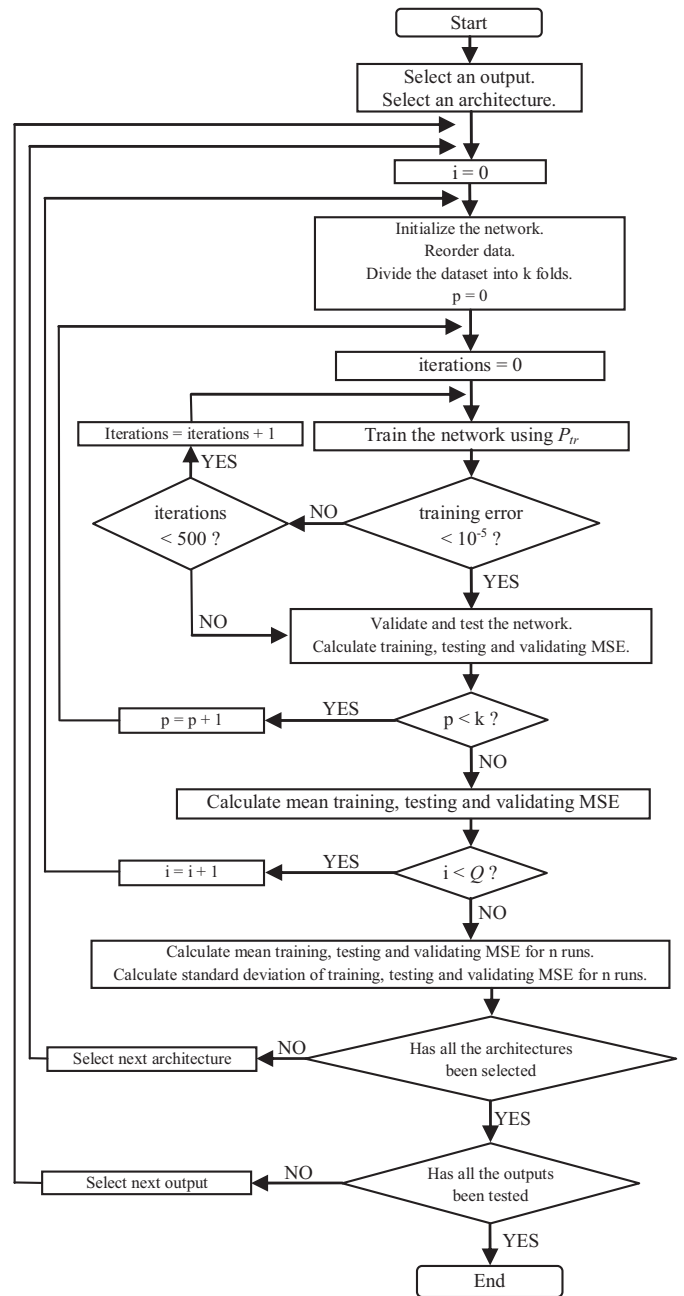 Start
Select an output.
Select an architecture.
i = 0
Initialize the network.
Reorder data.
Divide the dataset into k folds.
p = 0
iterations = 0
Iterations = iterations + 1
Train the network using P_tr
YES
iterations
< 500 ?
NO
training error
< 10^-5 ?
YES
NO
Validate and test the network.
Calculate training, testing and validating MSE.
p = p + 1
YES
p < k ?
NO
Calculate mean training, testing and validating MSE
i = i + 1
YES
i < Q ?
NO
Calculate mean training, testing and validating MSE for n runs.
Calculate standard deviation of training, testing and validating MSE for n runs.
Select next architecture
NO
Has all the architectures
been selected
YES
Select next output
NO
Has all the outputs
been tested
YES
End